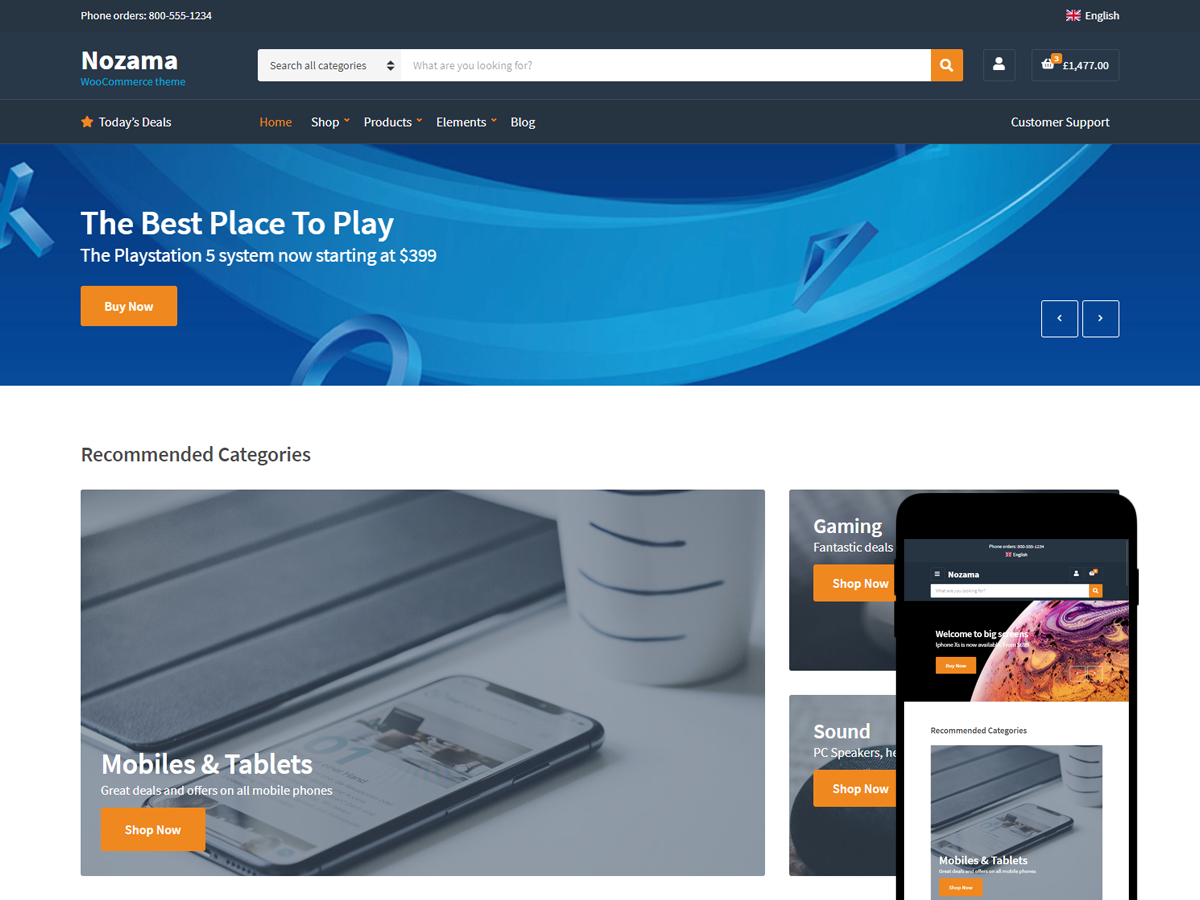 Phone orders: 800-555-1234
English
Nozama
WooCommerce theme
Search all categories
What are you looking for?
3
£1,477.00
Today's Deals
Home
Shop
Products
Elements
Blog
Customer Support
The Best Place To Play
The Playstation 5 system now starting at $399
Buy Now
Recommended Categories
Mobiles & Tablets
Great deals and offers on all mobile phones
Shop Now
Gaming
Fantastic deals
Shop Now
Sound
PC Speakers, he
Shop Now
Phone orders: 800-555-1234
English
Nozama
What are you looking for?
Welcome to big screens
Iphone Xs is now available. From
Buy Now
Recommended Categories
Mobiles & Tablets
Great deals and offers on all mobile phones
Shop Now